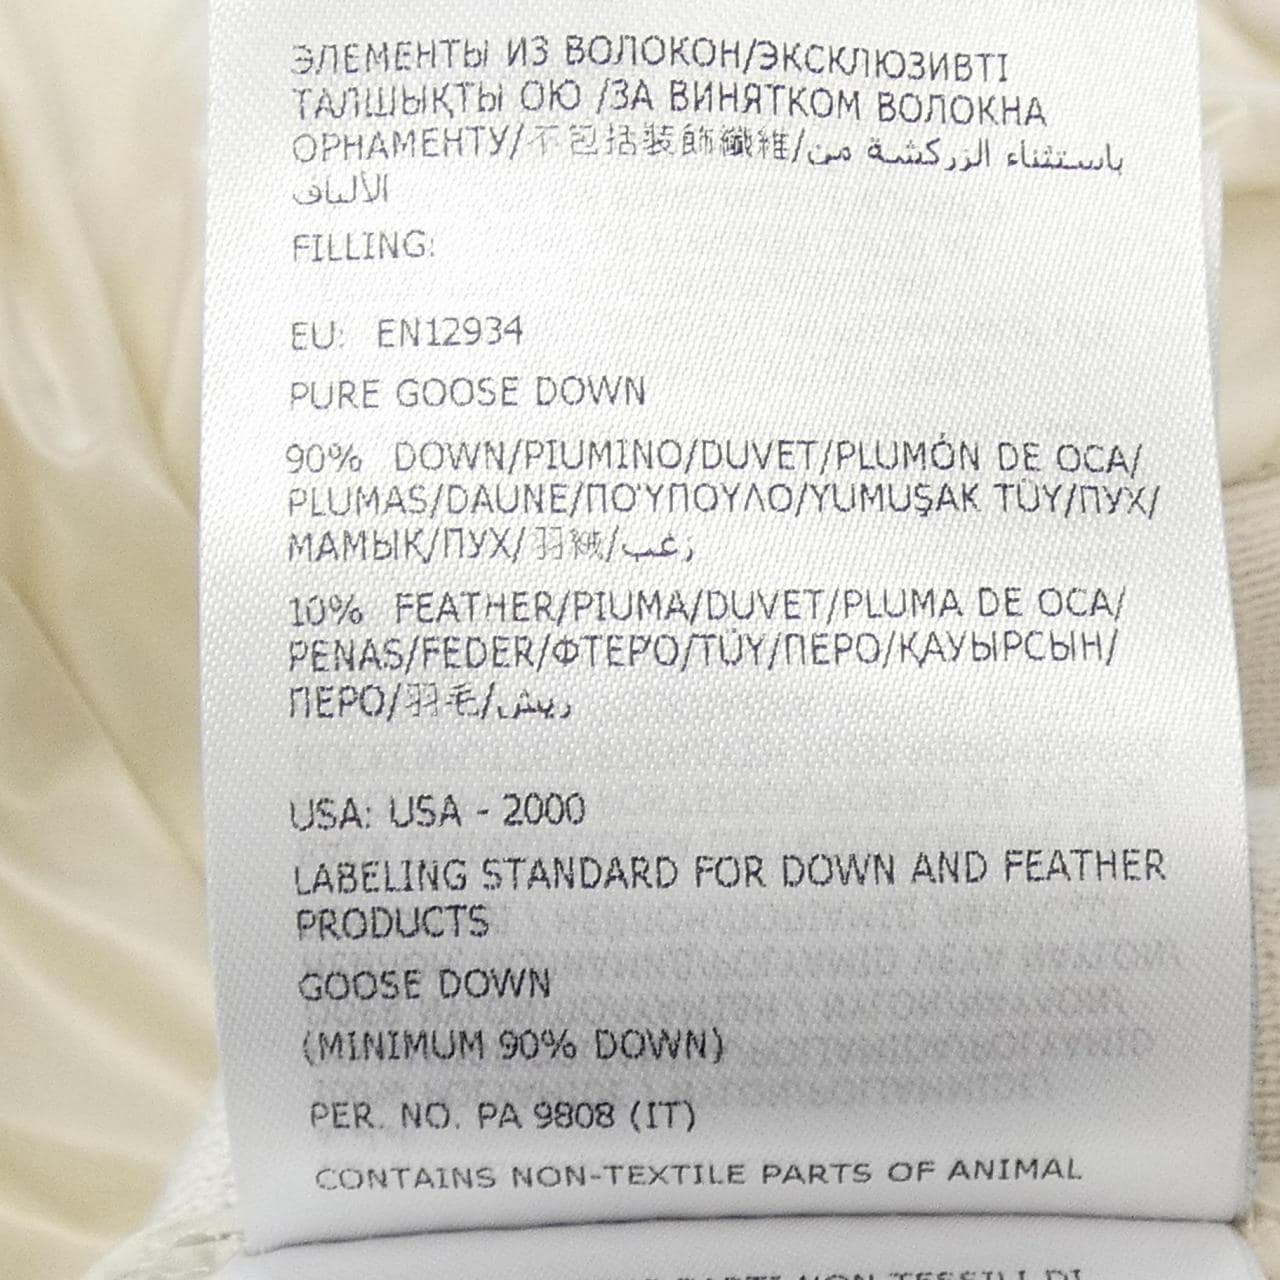 ЭЛЕМЕНТЫ ИЗ ВОЛОКОН/ЭКСКЛЮЗИВТІ
ТАЛШЫҚТЫ ОЮ /ЗА ВИНЯТКОМ ВОЛОКНА
ОРНАМЕНТУ/不包括装飾纖維/باستثناء الزركشة من
الألياف
FILLING:
EU: EN12934
PURE GOOSE DOWN
90% DOWN/PIUMINO/DUVET/PLUMÓN DE OCA/
PLUMAS/DAUNE/ΠΟΎΠΟΥΛΟ/YUMUŞAK TÜY/ПУХ/
МАМЫҚ/ПУХ/羽絨/زغب
10% FEATHER/PIUMA/DUVET/PLUMA DE OCA/
PENAS/FEDER/ΦΤΕΡΌ/TÜY/ПЕРО/ҚАУЫРСЫН/
ПЕРО/羽毛/ريش
USA: USA - 2000
LABELING STANDARD FOR DOWN AND FEATHER
PRODUCTS
GOOSE DOWN
(MINIMUM 90% DOWN)
PER. NO. PA 9808 (IT)
CONTAINS NON-TEXTILE PARTS OF ANIMAL